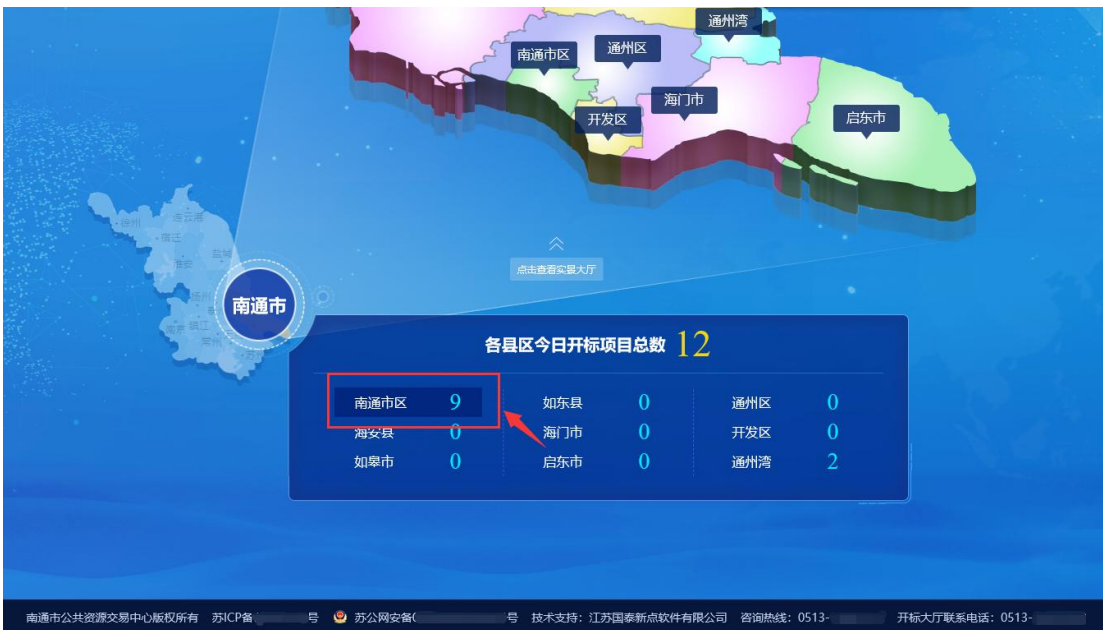 通州湾
通州区
南通市区
海门市
开发区
启东市
徐州
连云港
宿迁
盐城
淮安
点击查看实景大厅
南通市
扬州
镇江
南京
常州
各县区今日开标项目总数 12
南通市区 9 如东县 0 通州区 0
海安县 0 海门市 0 开发区 0
如皋市 0 启东市 0 通州湾 2
南通市公共资源交易中心版权所有 苏ICP备 号 苏公网安备( 号 技术支持：江苏国泰新点软件有限公司 咨询热线：0513- 开标大厅联系电话：0513-